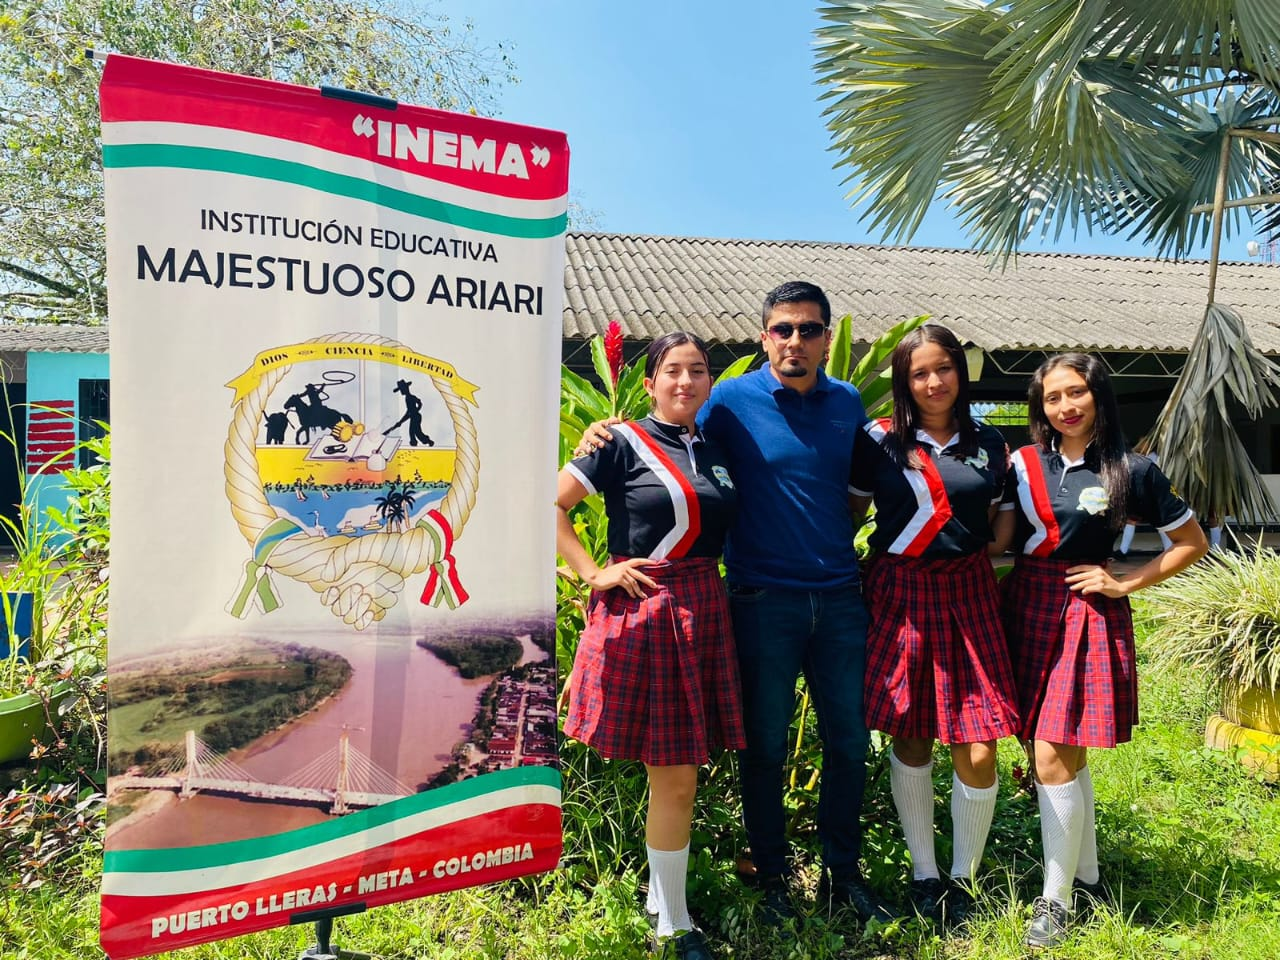 “INEMA”
INSTITUCIÓN EDUCATIVA
MAJESTUOSO ARIARI
DIOS CIENCIA LIBERTAD
PUERTO LLERAS - META - COLOMBIA